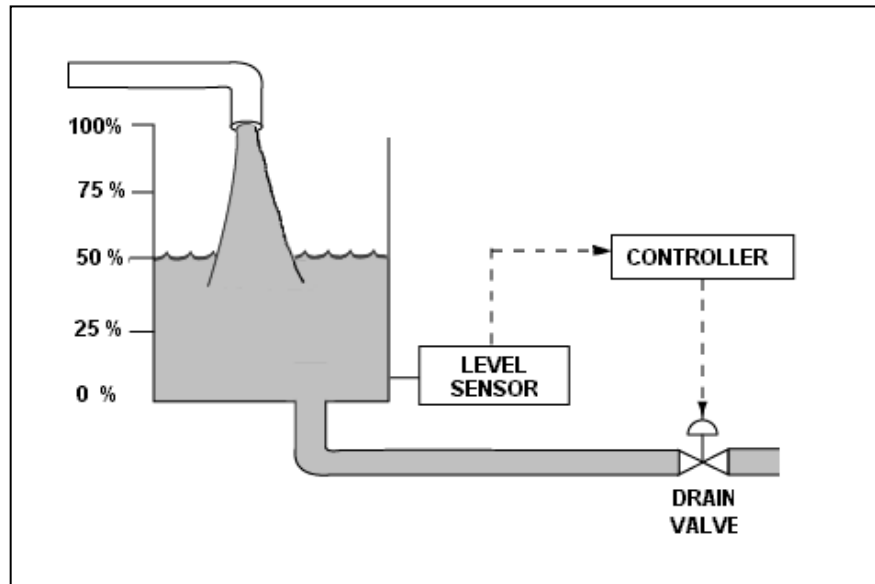 100%
75 %
50 %
25 %
0 %
CONTROLLER
LEVEL
SENSOR
DRAIN
VALVE